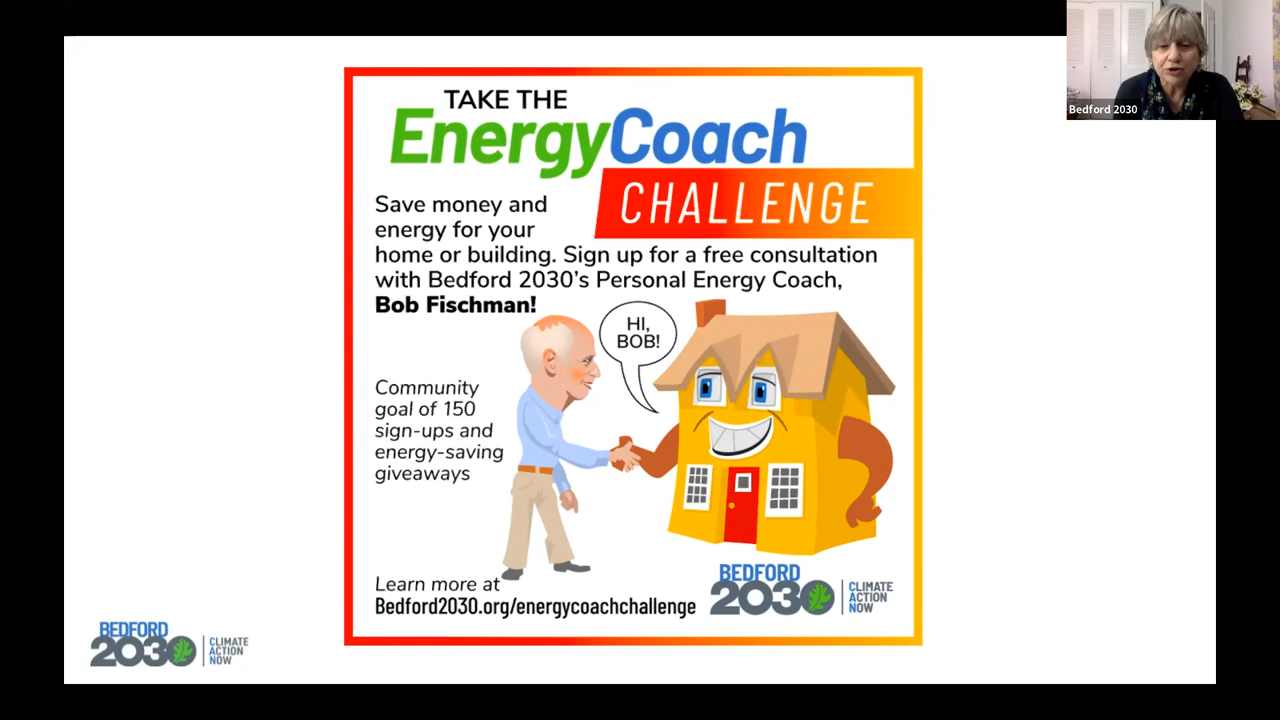 TAKE THE
EnergyCoach
CHALLENGE
Save money and
energy for your
home or building. Sign up for a free consultation
with Bedford 2030's Personal Energy Coach,
Bob Fischman!
HI,
BOB!
Community
goal of 150
sign-ups and
energy-saving
giveaways
Learn more at
Bedford2030.org/energycoachchallenge
BEDFORD
2030
CLIMATE
ACTION
NOW
BEDFORD
2030
CLIMATE
ACTION
NOW
Bedford 2030